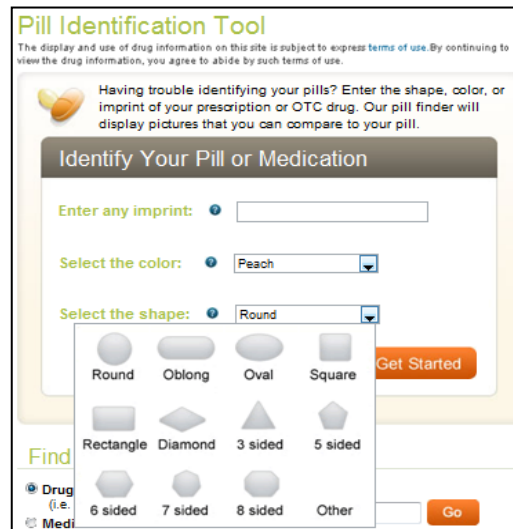 Pill Identification Tool
The display and use of drug information on this site is subject to express terms of use.By continuing to
view the drug information, you agree to abide by such terms of use.
Having trouble identifying your pills? Enter the shape, color, or
imprint of your prescription or OTC drug. Our pill finder will
display pictures that you can compare to your pill.
Identify Your Pill or Medication
Enter any imprint:
Select the color: Peach
Select the shape: Round
Round Oblong Oval Square
Get Started
Rectangle Diamond 3 sided 5 sided
Find
Drug
(i.e.
6 sided 7 sided 8 sided Other
Go
Medi